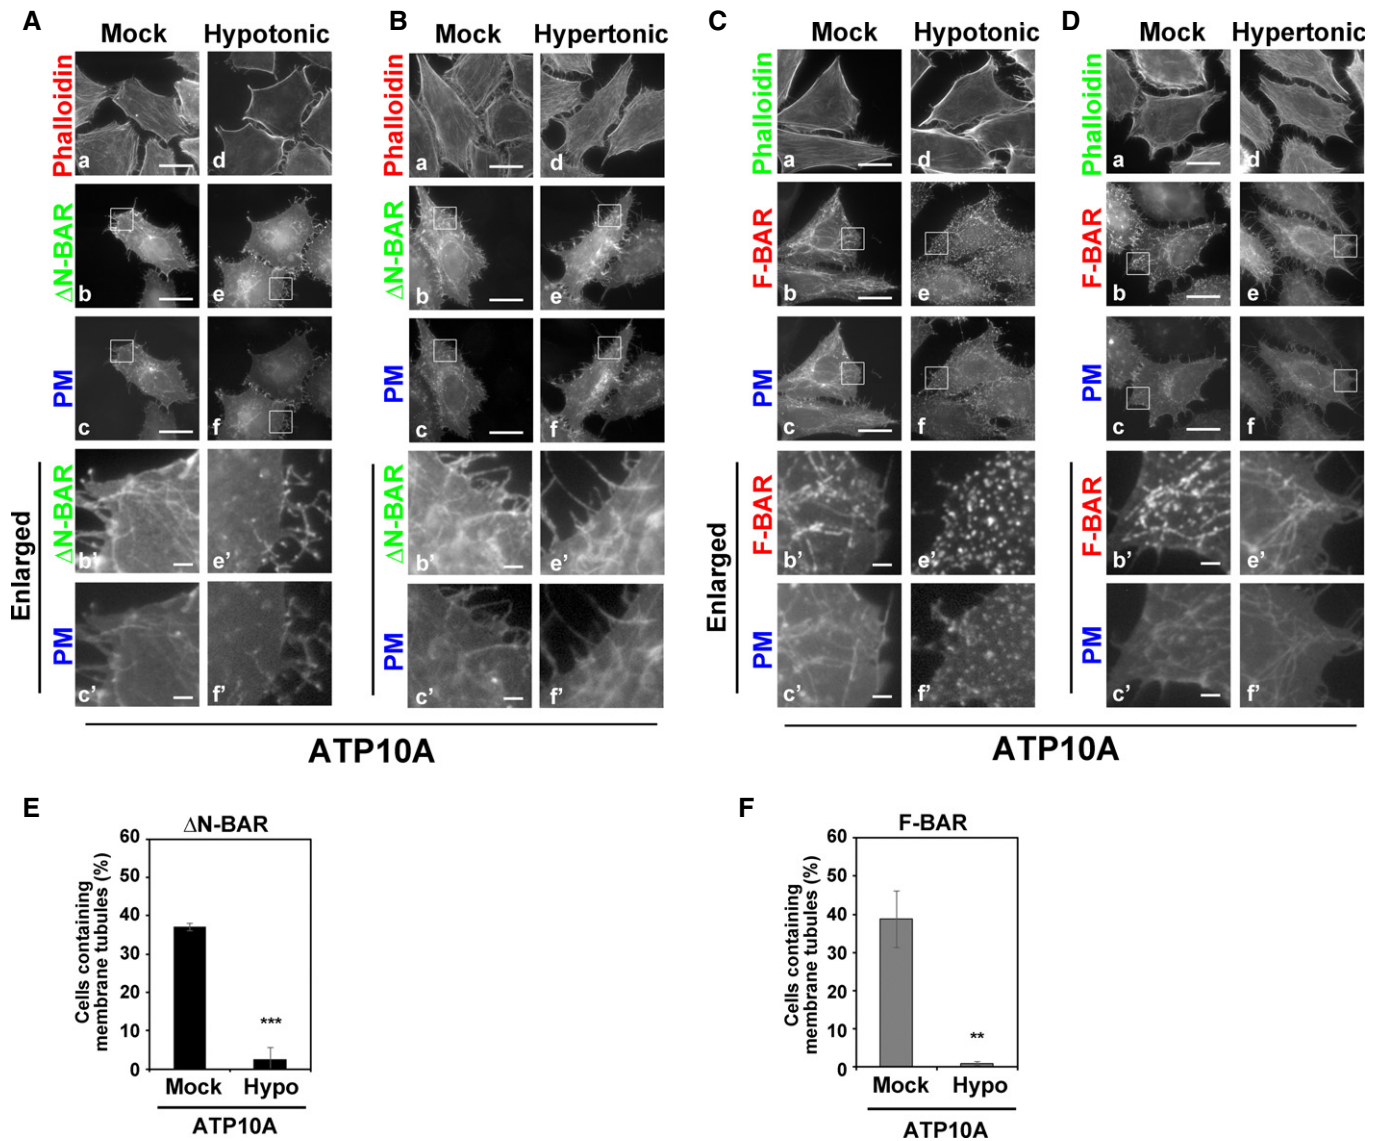 A
Mock Hypotonic
Phalloidin
a d
ΔN-BAR
b e
PM
c f
Enlarged
ΔN-BAR
b’ e’
PM
c’ f’
B
Mock Hypertonic
Phalloidin
a d
ΔN-BAR
b e
PM
c f
ΔN-BAR
b’ e’
PM
c’ f’
ATP10A
C
Mock Hypotonic
Phalloidin
a d
F-BAR
b e
PM
c f
Enlarged
F-BAR
b’ e’
PM
c’ f’
D
Mock Hypertonic
Phalloidin
a d
F-BAR
b e
PM
c f
F-BAR
b’ e’
PM
c’ f’
ATP10A
E
ΔN-BAR
Cells containing
membrane tubules (%)
60
50
40
30
20
10
0
***
Mock Hypo
ATP10A
F
F-BAR
Cells containing
membrane tubules (%)
60
50
40
30
20
10
0
**
Mock Hypo
ATP10A